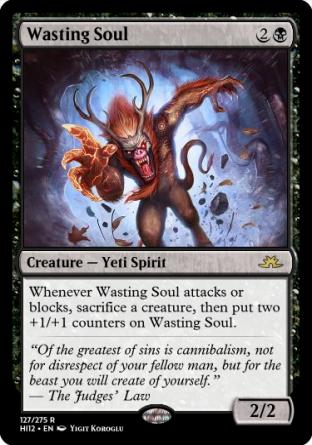 Wasting Soul 2
Creature — Yeti Spirit
Whenever Wasting Soul attacks or
blocks, sacrifice a creature, then put two
+1/+1 counters on Wasting Soul.
“Of the greatest of sins is cannibalism, not
for disrespect of your fellow man, but for the
beast you will create of yourself.”
— The Judges’ Law
2/2
127/275 R
HI12 • EN Yigit Koroglu